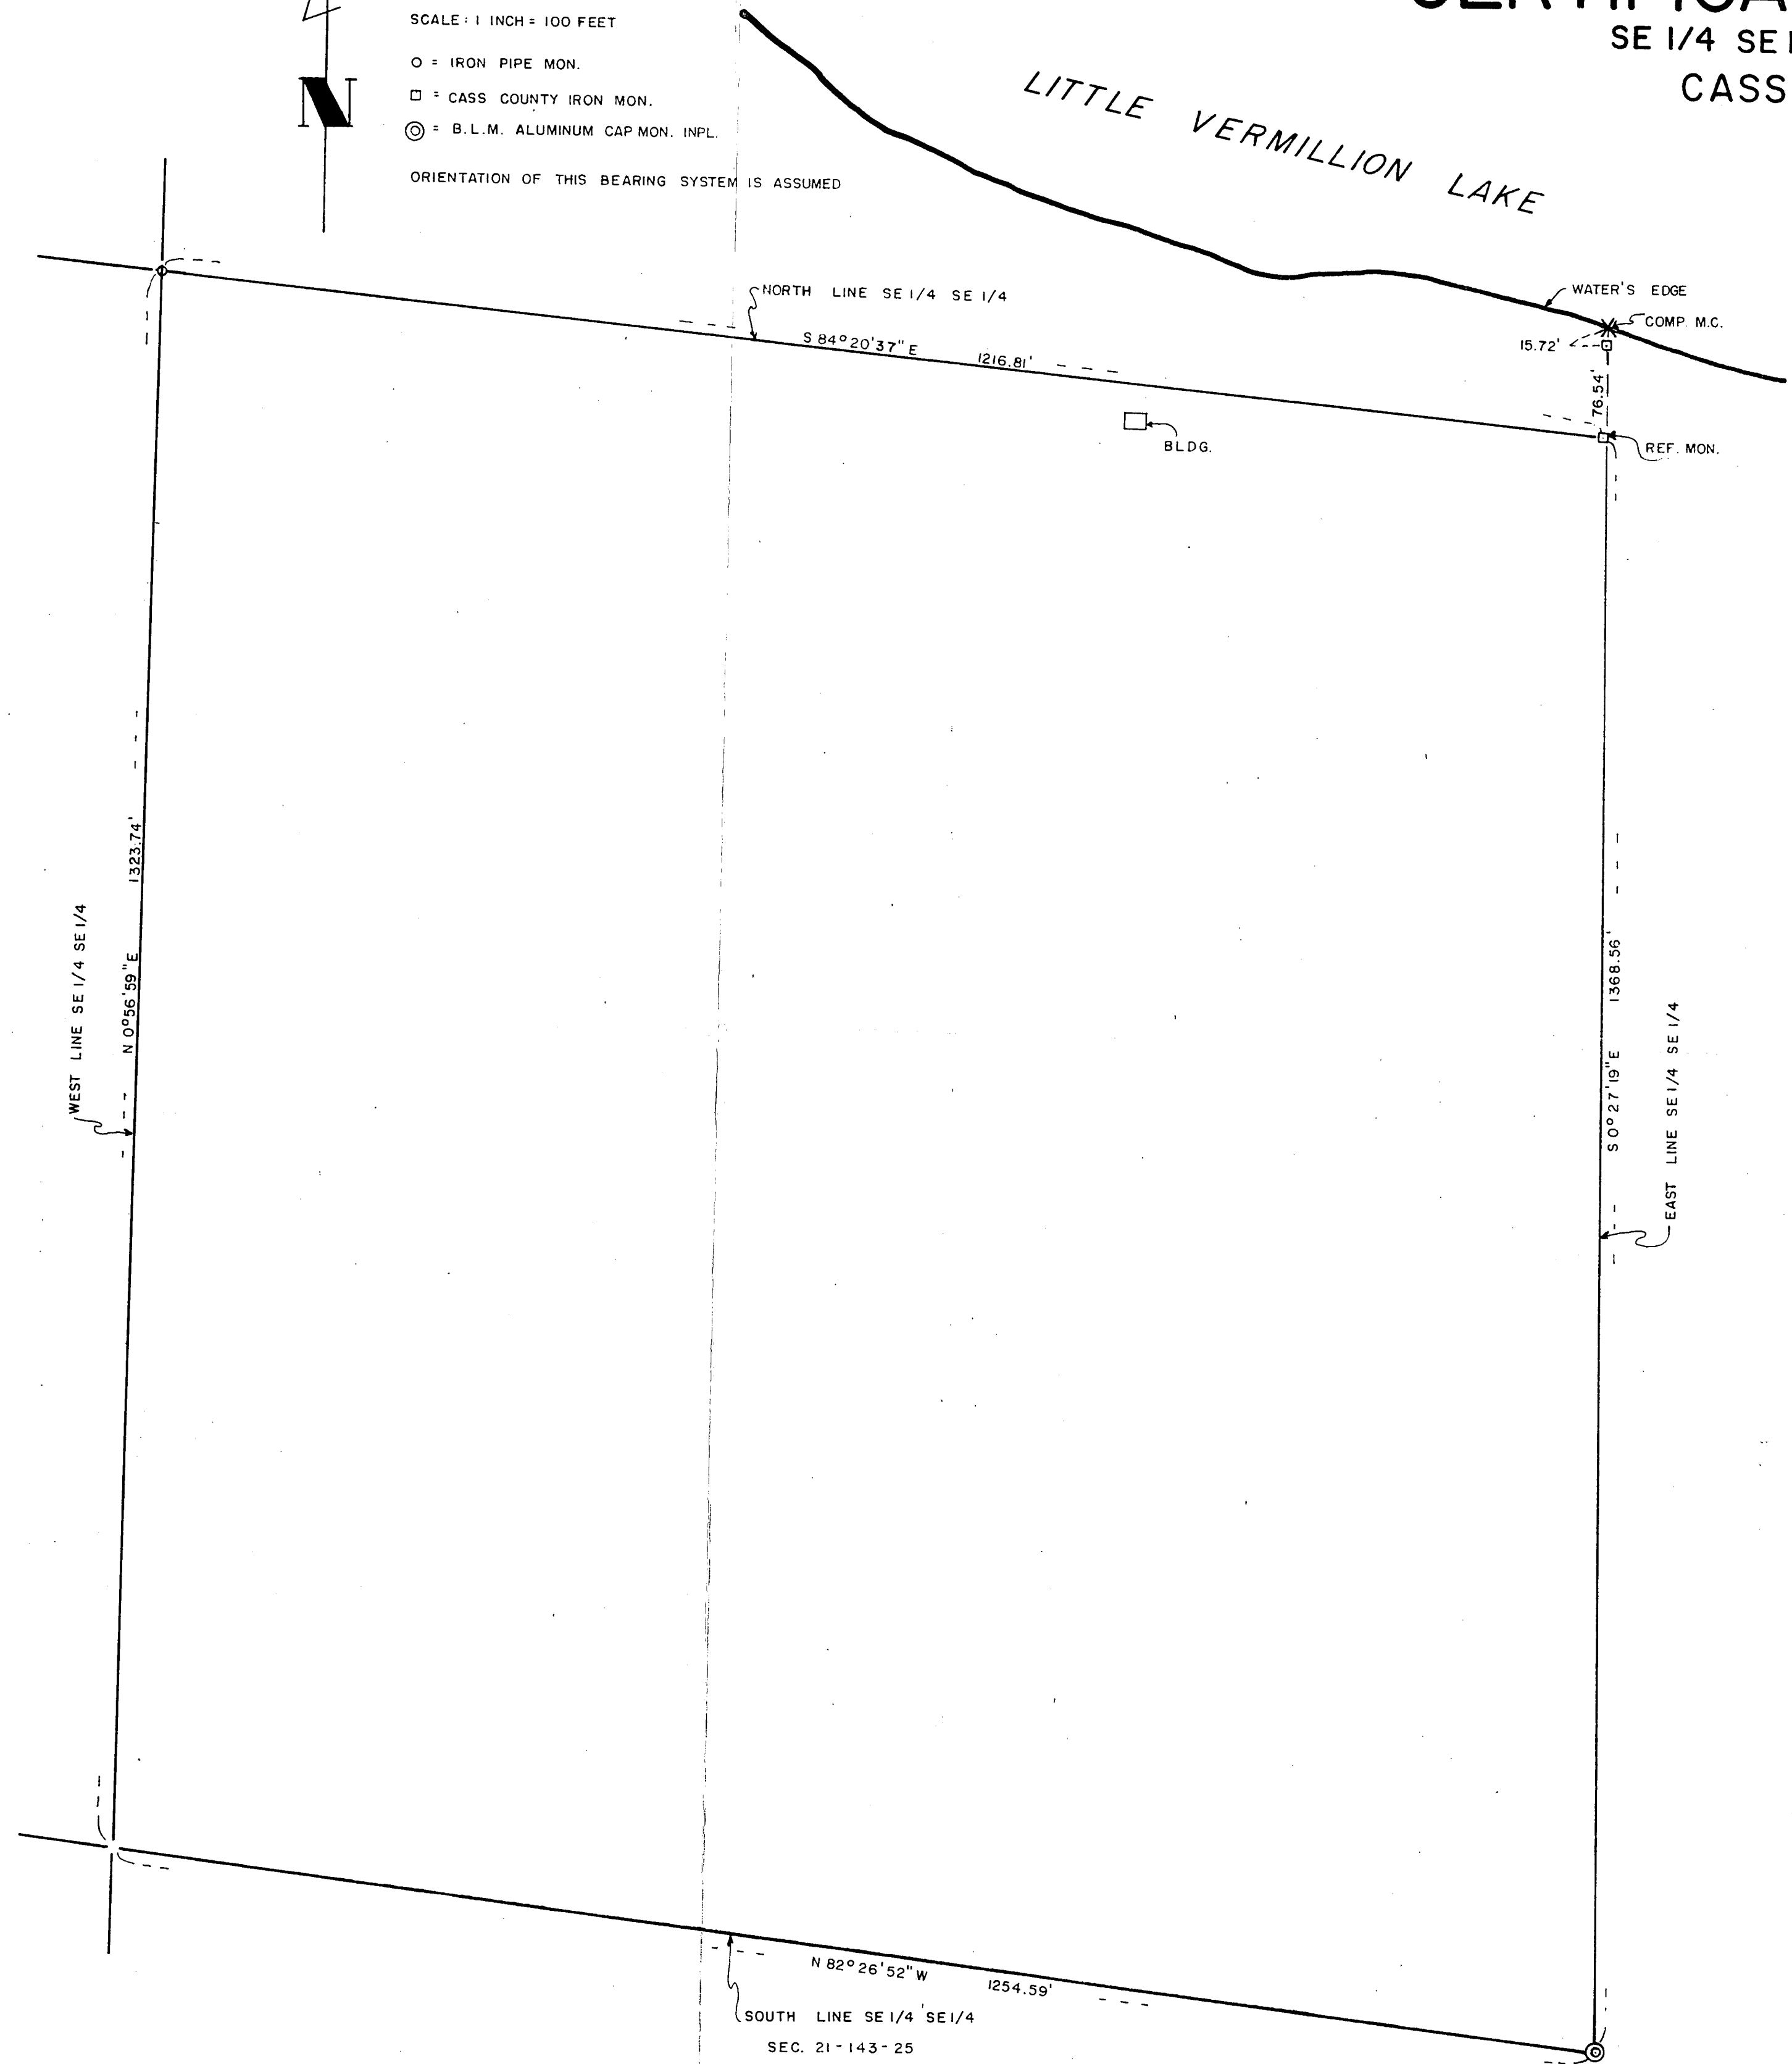 SE 1/4 SE
CASS
SCALE: 1 INCH = 100 FEET
O = IRON PIPE MON.
□ = CASS COUNTY IRON MON.
◎ = B.L.M. ALUMINUM CAP MON. INPL.
ORIENTATION OF THIS BEARING SYSTEM IS ASSUMED
N
LITTLE VERMILLION LAKE
NORTH LINE SE 1/4 SE 1/4
S 84°20'37" E 1216.81'
WATER'S EDGE
COMP. M.C.
15.72'
76.54'
REF. MON.
BLDG.
WEST LINE SE 1/4 SE 1/4
N 0°56'59" E 1323.74'
S 0°27'19" E 1368.56'
EAST LINE SE 1/4 SE 1/4
N 82°26'52" W 1254.59'
SOUTH LINE SE 1/4 SE 1/4
SEC. 21-143-25